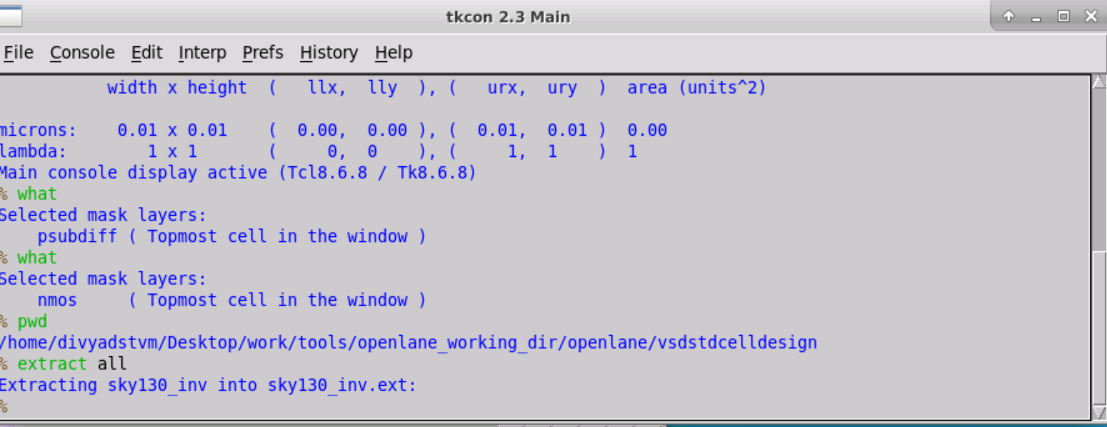 tkcon 2.3 Main
File Console Edit Interp Prefs History Help
width x height ( llx, lly ), ( urx, ury ) area (units^2)
microns: 0.01 x 0.01 ( 0.00, 0.00 ), ( 0.01, 0.01 ) 0.00
lambda: 1 x 1 ( 0, 0 ), ( 1, 1 ) 1
Main console display active (Tcl8.6.8 / Tk8.6.8)
% what
Selected mask layers:
psubdiff ( Topmost cell in the window )
% what
Selected mask layers:
nmos ( Topmost cell in the window )
% pwd
/home/divyadstvm/Desktop/work/tools/openlane_working_dir/openlane/vsdstdcelldesign
% extract all
Extracting sky130_inv into sky130_inv.ext:
%